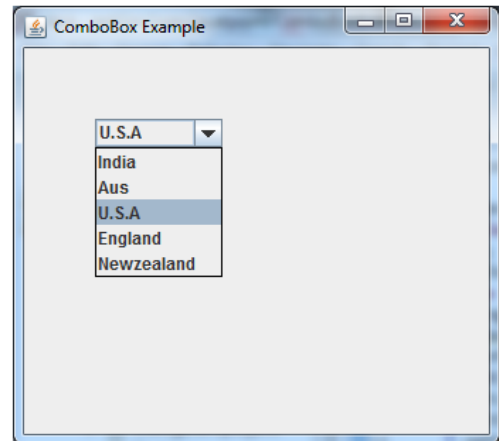 ComboBox Example
U.S.A
India
Aus
U.S.A
England
Newzealand